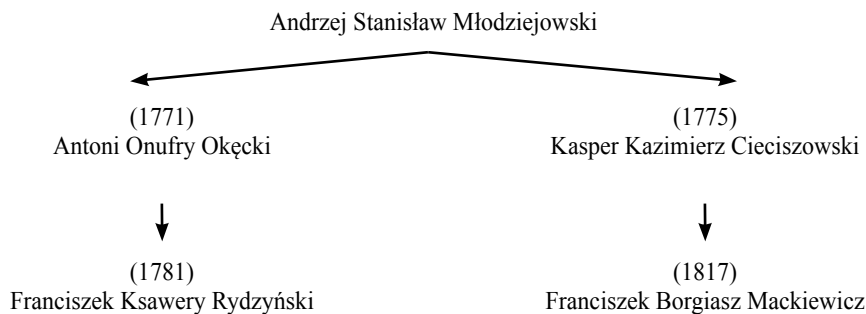 Andrzej Stanisław Młodziejowski
(1771)
Antoni Onufry Okęcki
(1775)
Kasper Kazimierz Cieciszowski
(1781)
Franciszek Ksawery Rydzyński
(1817)
Franciszek Borgiasz Mackiewicz